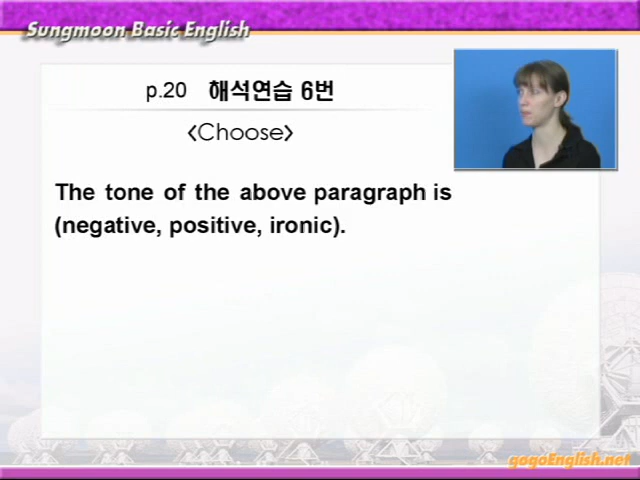 Sungmoon Basic English
p.20 해석연습 6번
<Choose>
The tone of the above paragraph is
(negative, positive, ironic).
gogoEnglish.net